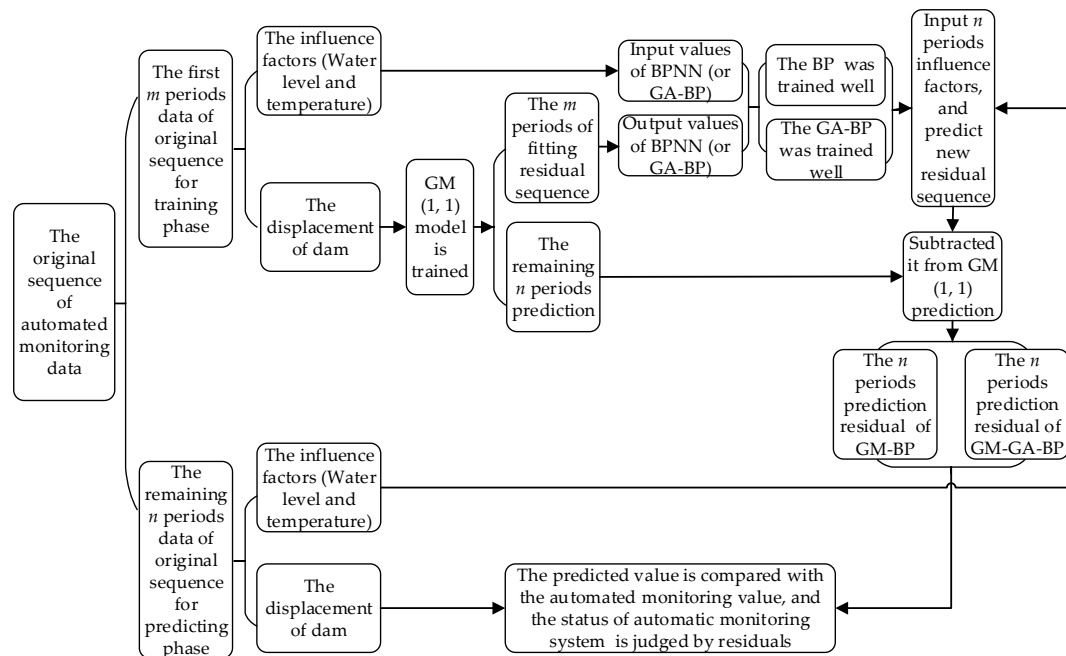 The
original
sequence
of
automated
monitoring
data
The first
m periods
data of
original
sequence
for
training
phase
The influence
factors (Water
level and
temperature)
The
displacement
of dam
GM
(1, 1)
model
is
trained
The m
periods of
fitting
residual
sequence
The
remaining
n periods
prediction
Input values
of BPNN (or
GA-BP)
Output values
of BPNN (or
GA-BP)
The BP was
trained well
The GA-BP
was trained
well
Input n
periods
influence
factors,
and
predict
new
residual
sequence
Subtracted
it from GM
(1, 1)
prediction
The n
periods
prediction
residual of
GM-BP
The n
periods
prediction
residual of
GM-GA-BP
The
remaining
n periods
data of
original
sequence
for
predicting
phase
The influence
factors (Water
level and
temperature)
The
displacement
of dam
The predicted value is compared with
the automated monitoring value, and
the status of automatic monitoring
system is judged by residuals